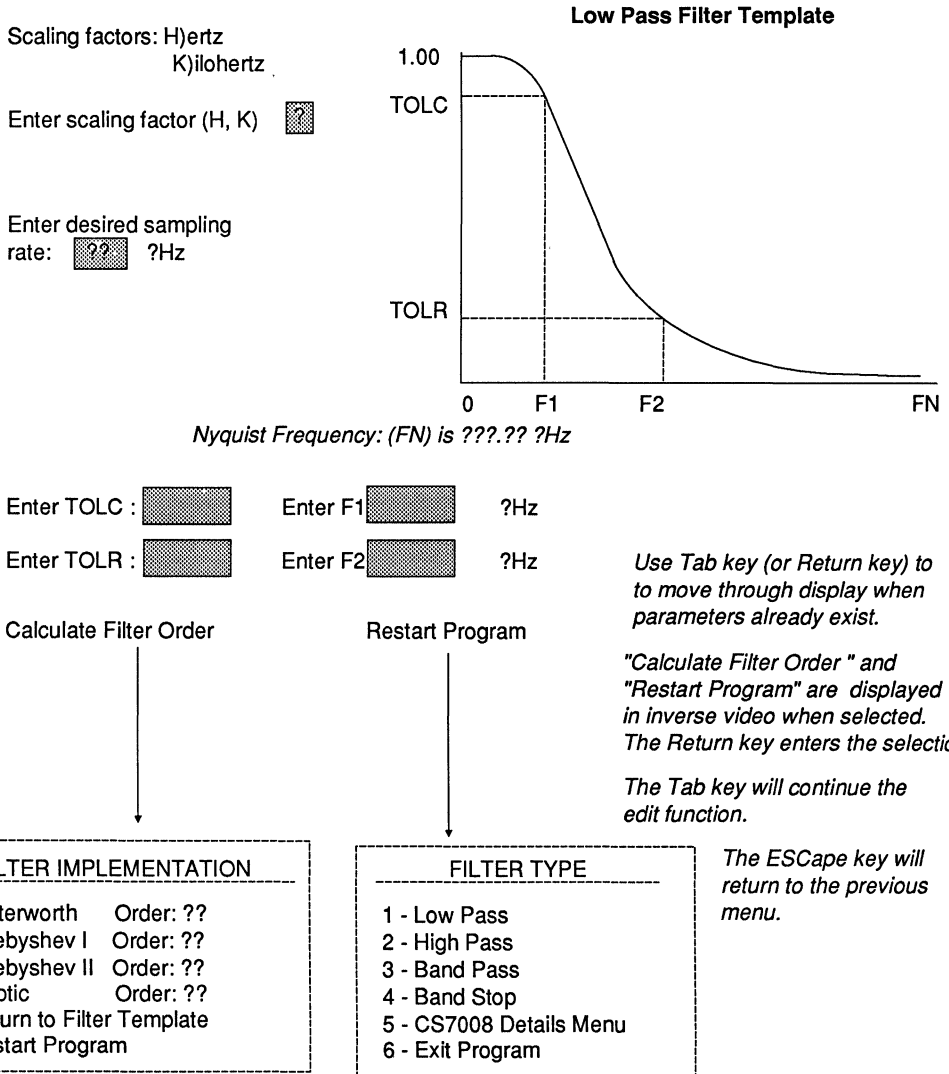 Low Pass Filter Template
Scaling factors: H)ertz
K)ilohertz
Enter scaling factor (H, K) ?
Enter desired sampling
rate: ?? ?Hz
1.00
TOLC
TOLR
0 F1 F2 FN
Nyquist Frequency: (FN) is ???.?? ?Hz
Enter TOLC : Enter F1 ?Hz
Enter TOLR : Enter F2 ?Hz
Use Tab key (or Return key) to
to move through display when
parameters already exist.
Calculate Filter Order Restart Program
"Calculate Filter Order " and
"Restart Program" are displayed
in inverse video when selected.
The Return key enters the selectio
The Tab key will continue the
edit function.
The ESCape key will
return to the previous
menu.
LTER IMPLEMENTATION
terworth Order: ??
ebyshev I Order: ??
ebyshev II Order: ??
otic Order: ??
urn to Filter Template
start Program
FILTER TYPE
1 - Low Pass
2 - High Pass
3 - Band Pass
4 - Band Stop
5 - CS7008 Details Menu
6 - Exit Program